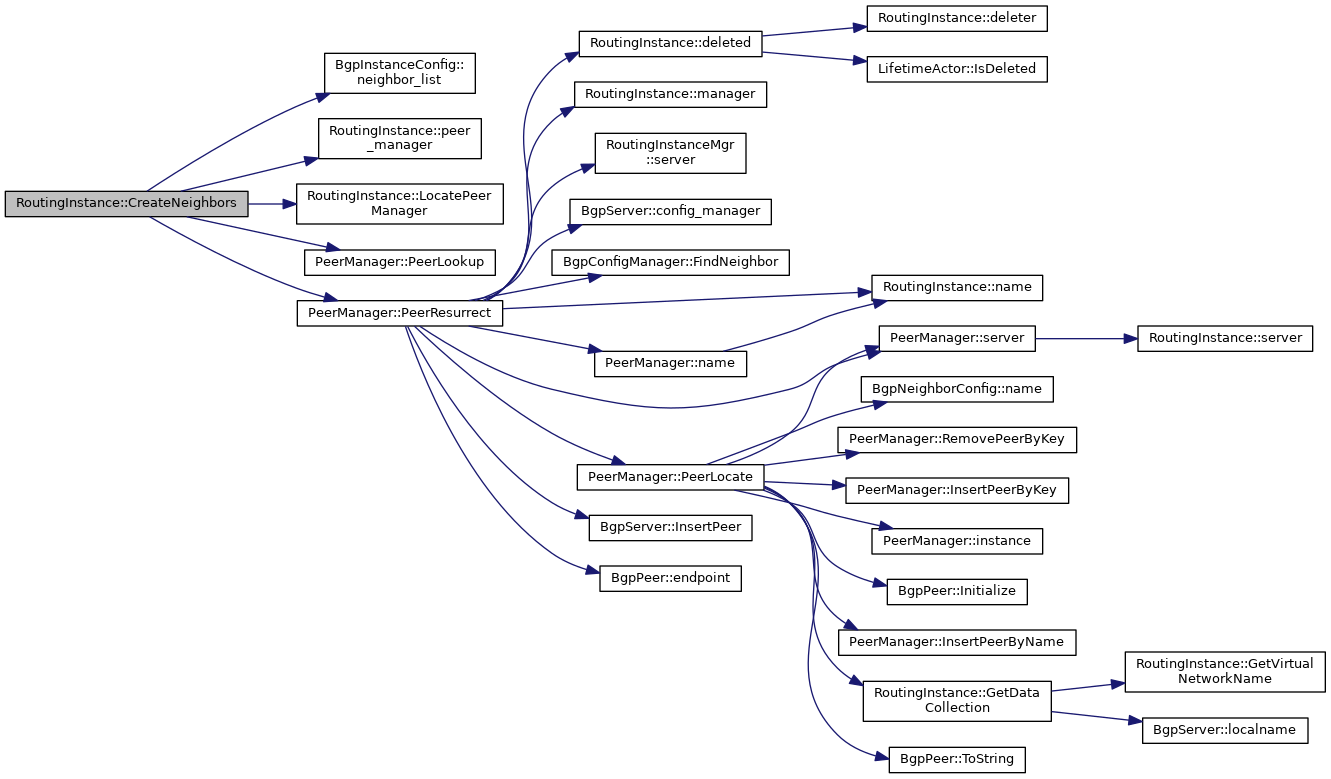 RoutingInstance::CreateNeighbors
BgpInstanceConfig::
neighbor_list
RoutingInstance::peer
_manager
RoutingInstance::LocatePeer
Manager
PeerManager::PeerLookup
PeerManager::PeerResurrect
RoutingInstance::deleted
RoutingInstance::manager
RoutingInstanceMgr
::server
BgpServer::config_manager
BgpConfigManager::FindNeighbor
PeerManager::name
PeerManager::PeerLocate
BgpServer::InsertPeer
BgpPeer::endpoint
RoutingInstance::deleter
LifetimeActor::IsDeleted
RoutingInstance::name
PeerManager::server
BgpNeighborConfig::name
PeerManager::RemovePeerByKey
PeerManager::InsertPeerByKey
PeerManager::instance
BgpPeer::Initialize
PeerManager::InsertPeerByName
RoutingInstance::GetData
Collection
BgpPeer::ToString
RoutingInstance::server
RoutingInstance::GetVirtual
NetworkName
BgpServer::localname